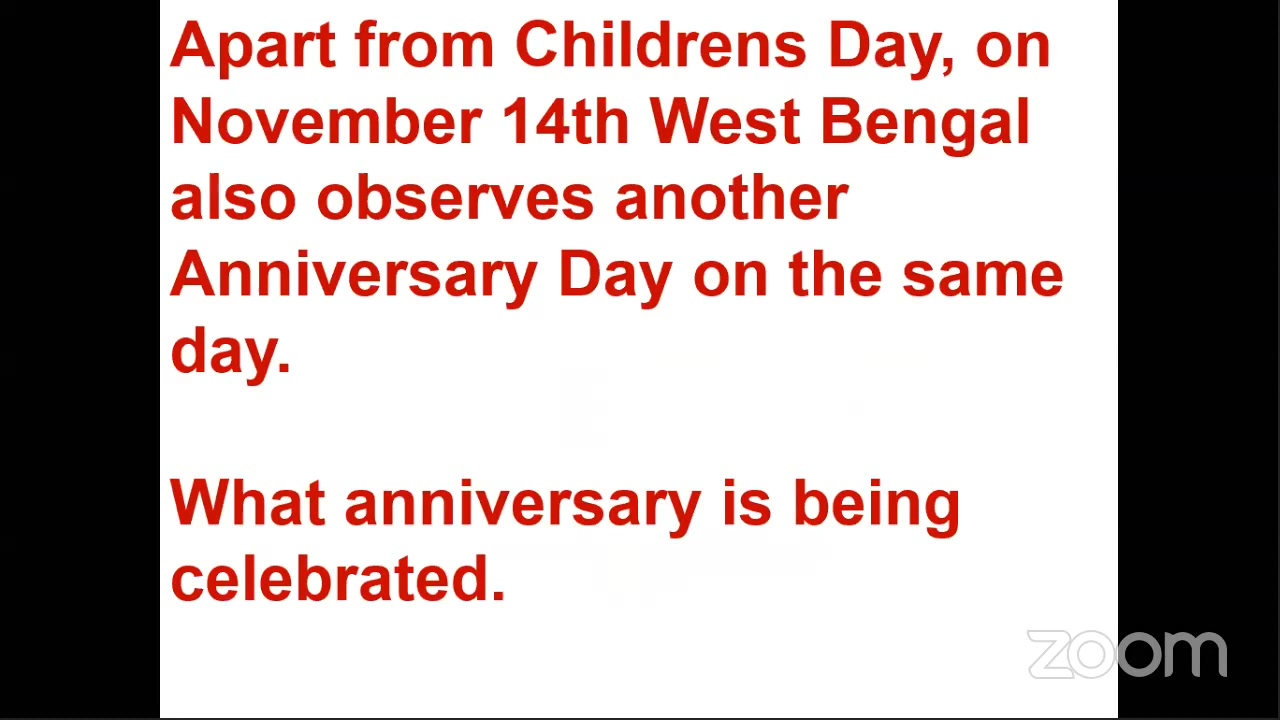 Apart from Childrens Day, on
November 14th West Bengal
also observes another
Anniversary Day on the same
day.
What anniversary is being
celebrated.
zoom